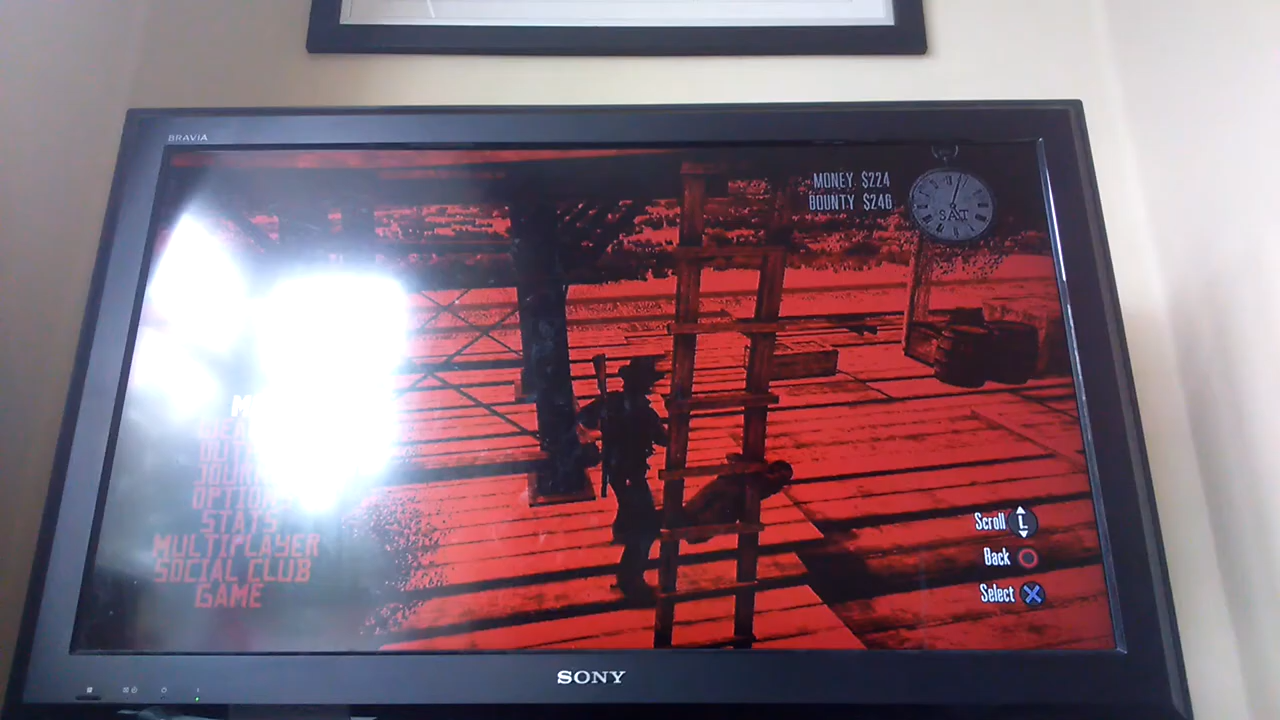 BRAVIA
MONEY $224
BOUNTY $246
SAT
STATS
MULTIPLAYER
SOCIAL CLUB
GAME
Scroll L
Back
Select
SONY